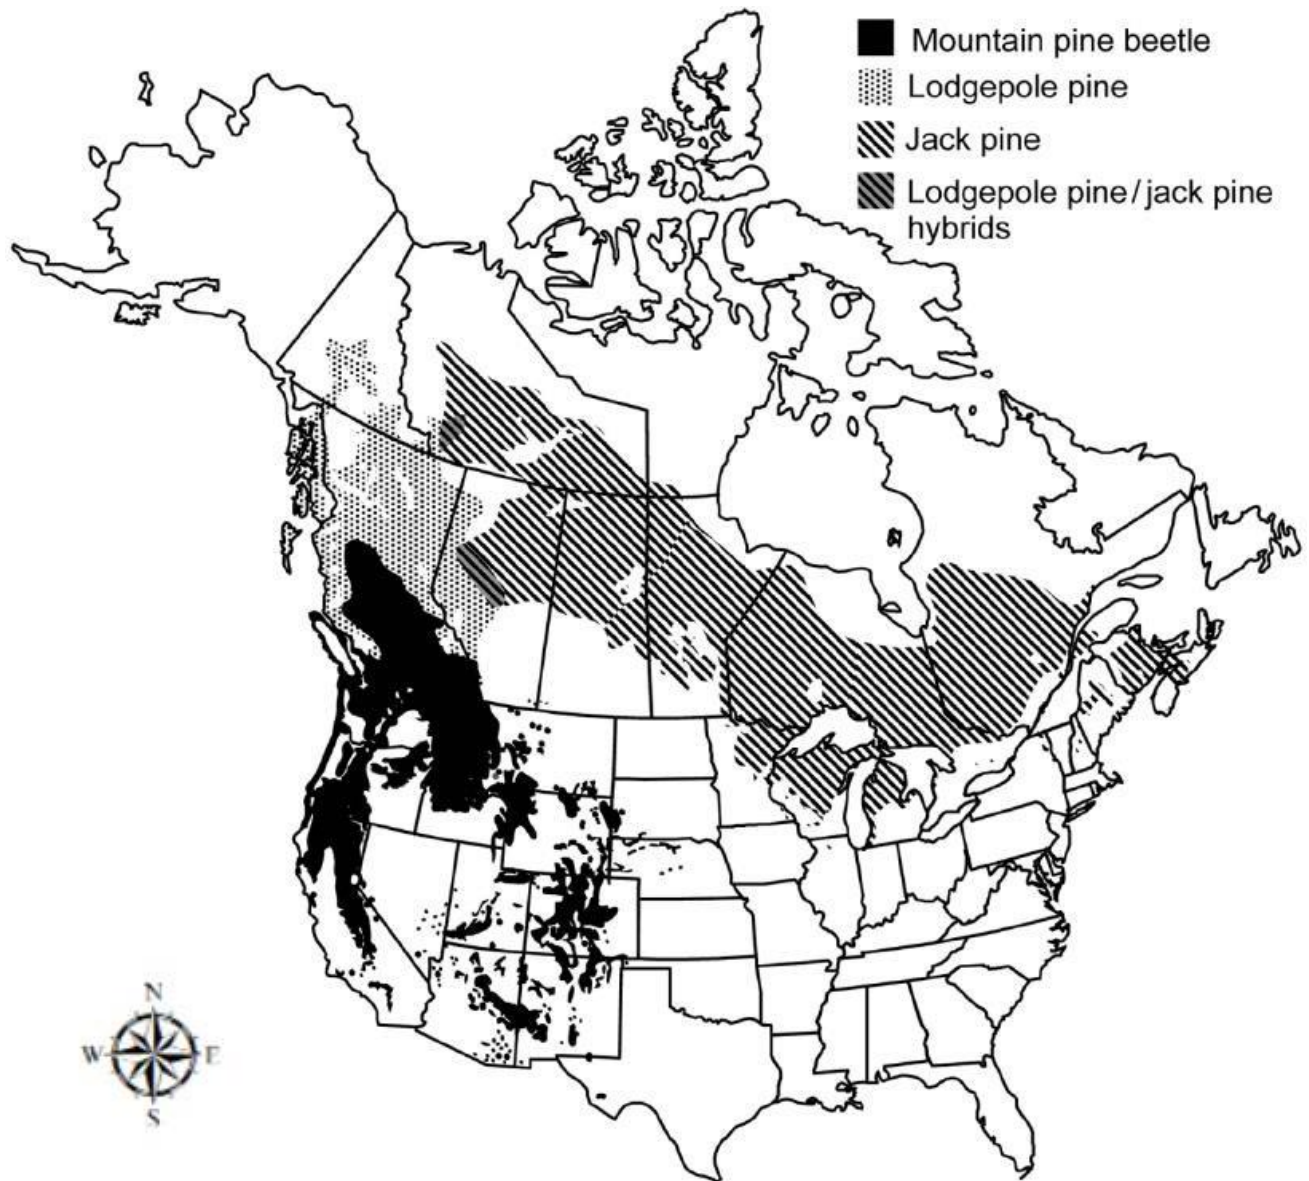 Mountain pine beetle
Lodgepole pine
Jack pine
Lodgepole pine/jack pine
hybrids
N
W E
S